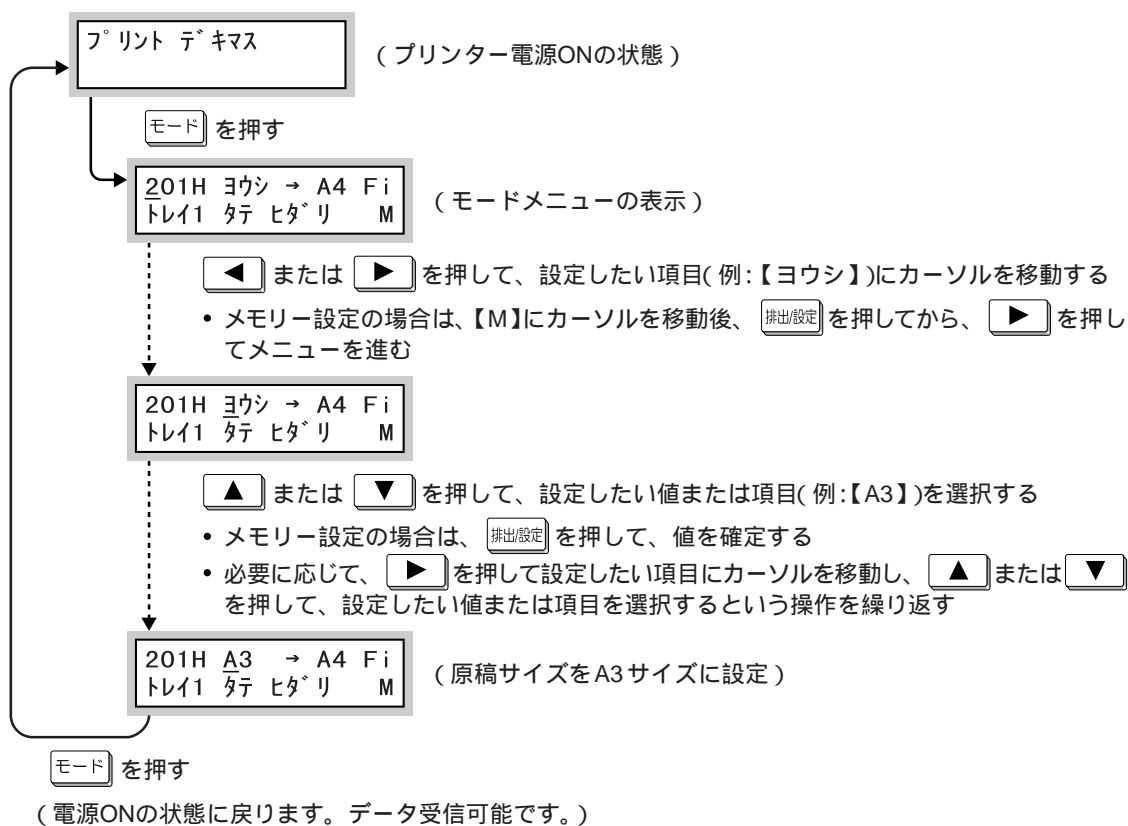 プリント デキマス
(プリンター電源ONの状態)
モード を押す
201H ヨウシ → A4 Fi
トレイ1 タテ ヒダリ M
(モードメニューの表示)
◀ または ▶ を押して、設定したい項目(例:【ヨウシ】)にカーソルを移動する
• メモリー設定の場合は、【M】にカーソルを移動後、 排出/設定 を押してから、 ▶ を押し
てメニューを進む
201H ヨウシ → A4 Fi
トレイ1 タテ ヒダリ M
▲ または ▼ を押して、設定したい値または項目(例:【A3】)を選択する
• メモリー設定の場合は、 排出/設定 を押して、値を確定する
• 必要に応じて、 ▶ を押して設定したい項目にカーソルを移動し、 ▲ または ▼
を押して、設定したい値または項目を選択するという操作を繰り返す
201H A3 → A4 Fi
トレイ1 タテ ヒダリ M
(原稿サイズをA3サイズに設定)
モード を押す
(電源ONの状態に戻ります。データ受信可能です。)